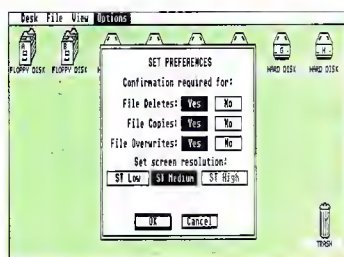 Desk File View Options
A B G H
FLOPPY DISK FLOPPY DISK H HARD DISK HARD DISK
SET PREFERENCES
Confirmation required for:
File Deletes: Yes No
File Copies: Yes No
File Overwrites: Yes No
Set screen resolution:
ST Low ST Medium ST High
OK Cancel
TRASH